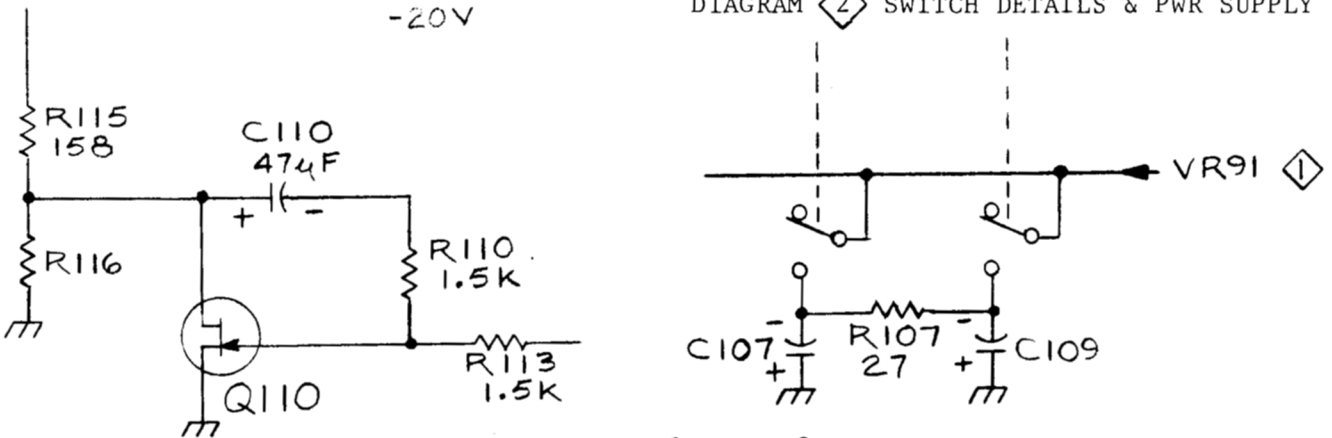 -20V
DIAGRAM 2 SWITCH DETAILS & PWR SUPPLY
R115
158
C110
47µF
+ -
R116
R110
1.5K
Q110
R113
1.5K
VR91 1
C107
- +
R107
27
- +
C109